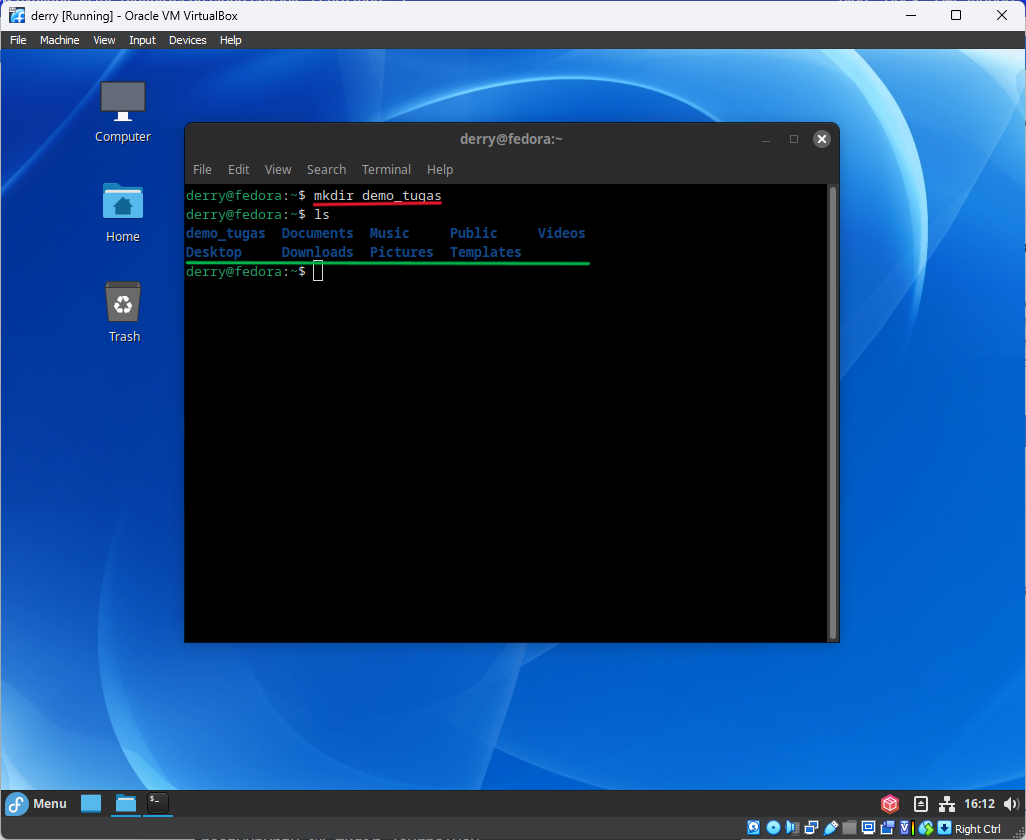 derry [Running] - Oracle VM VirtualBox
File Machine View Input Devices Help
Computer
Home
Trash
derry@fedora:~
File Edit View Search Terminal Help
derry@fedora:~$ mkdir demo_tugas
derry@fedora:~$ ls
demo_tugas Documents Music Public Videos
Desktop Downloads Pictures Templates
derry@fedora:~$
Menu
16:12
Right Ctrl